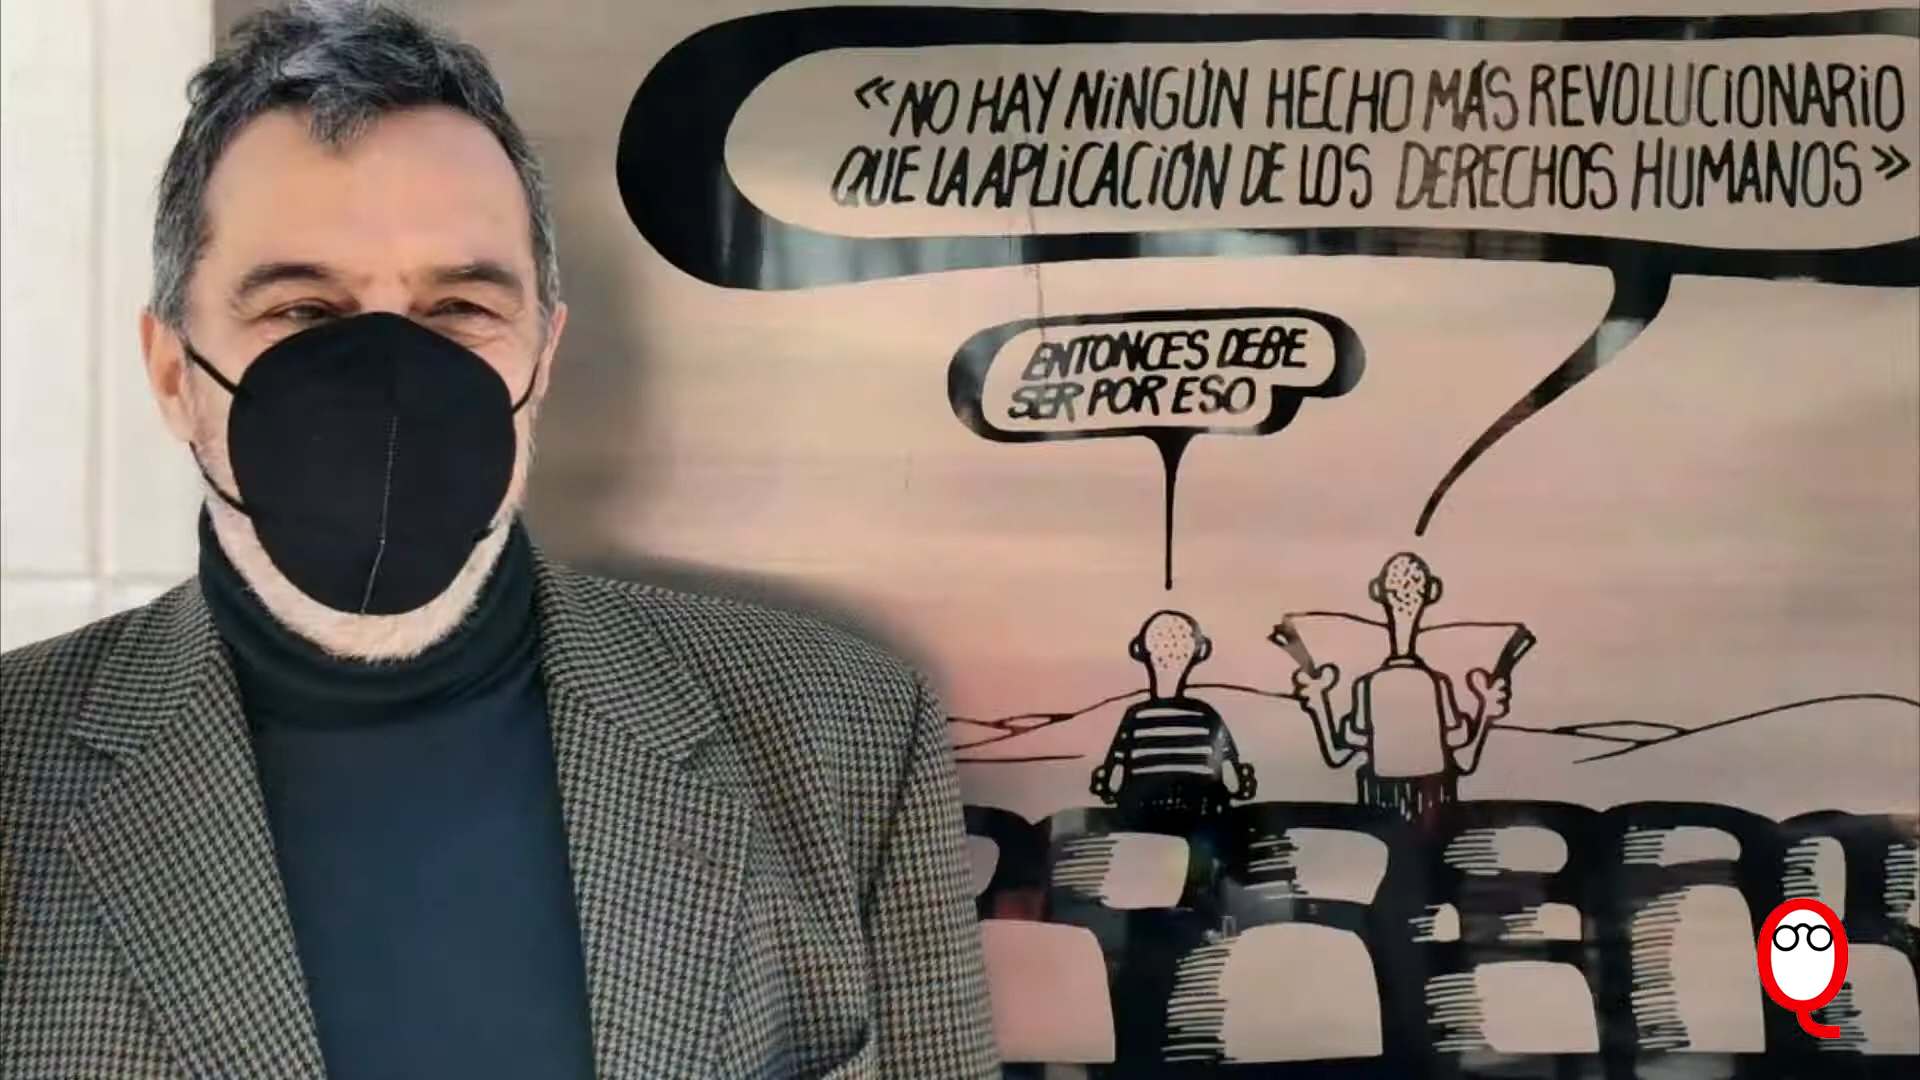 «NO HAY NINGÚN HECHO MÁS REVOLUCIONARIO
QUE LA APLICACIÓN DE LOS DERECHOS HUMANOS»
ENTONCES DEBE
SER POR ESO